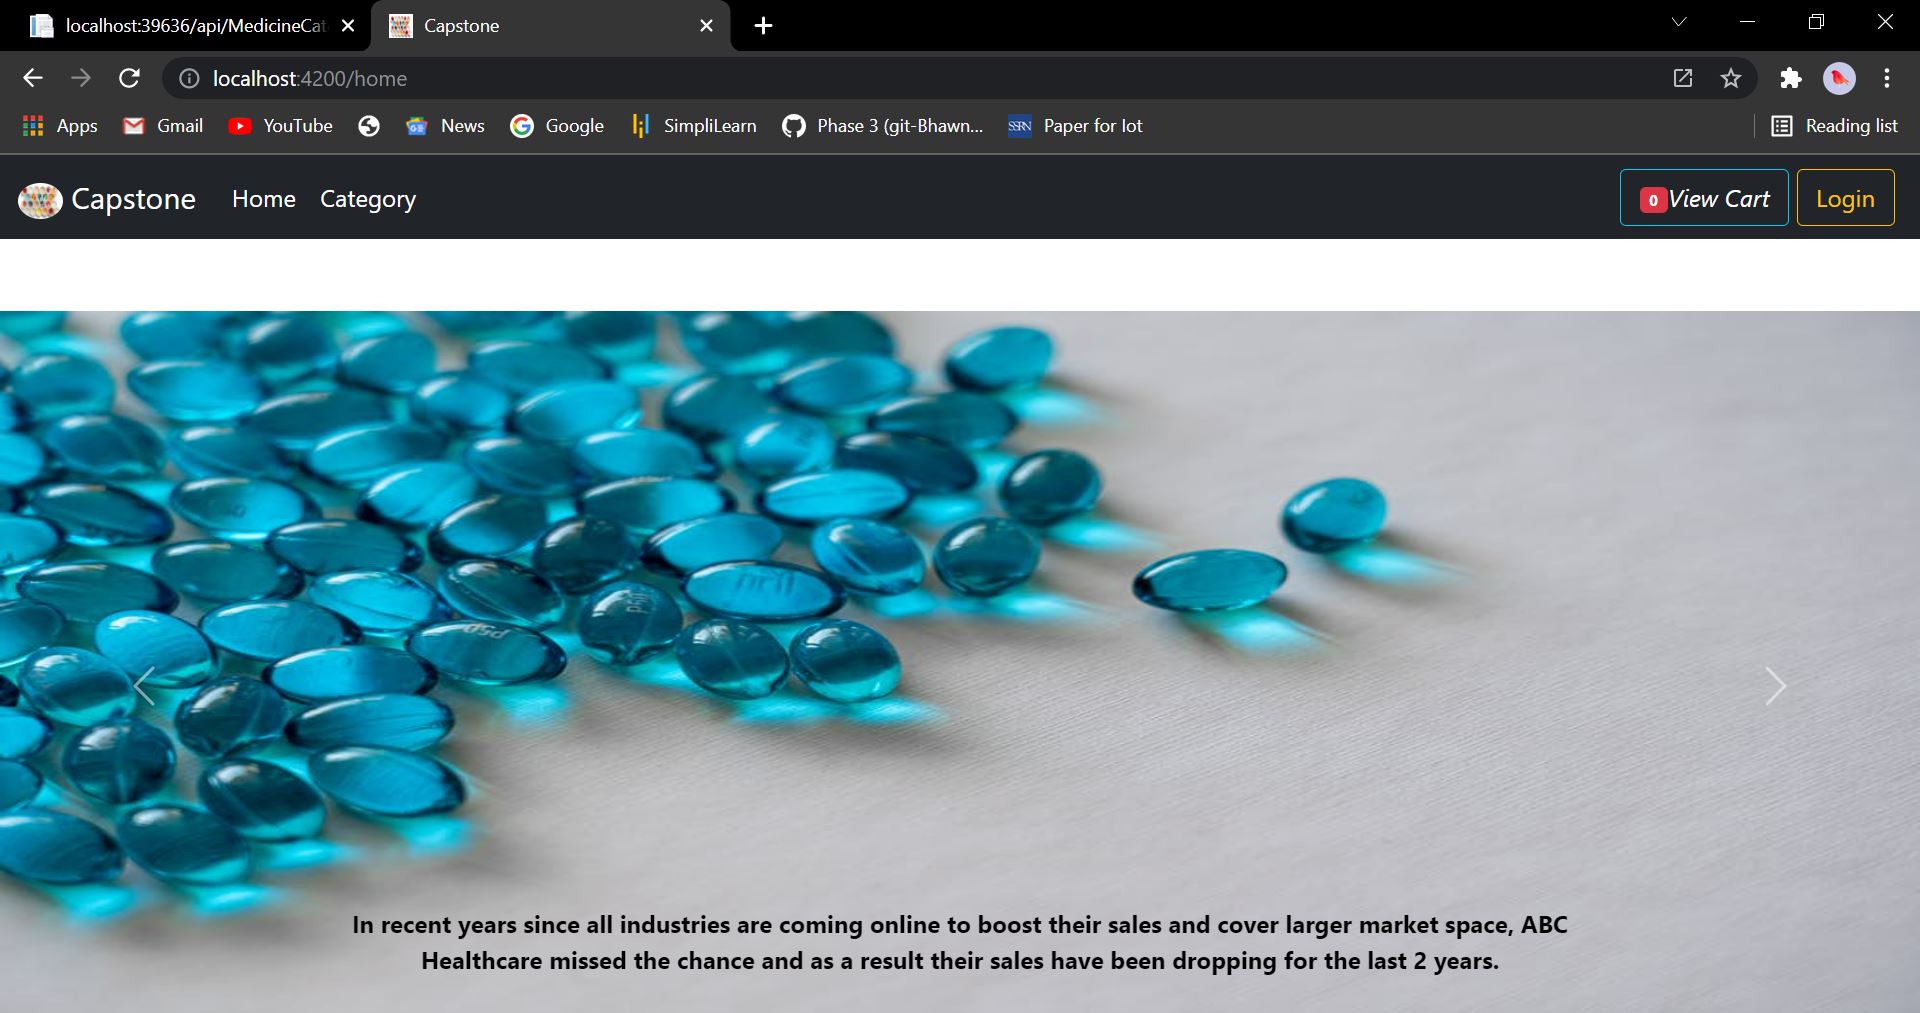 localhost:39636/api/MedicineCat
Capstone
localhost:4200/home
Apps
Gmail
YouTube
News
Google
SimpliLearn
Phase 3 (git-Bhawn...
SSRN
Paper for Iot
Reading list
Capstone
Home
Category
0 View Cart
Login
In recent years since all industries are coming online to boost their sales and cover larger market space, ABC
Healthcare missed the chance and as a result their sales have been dropping for the last 2 years.